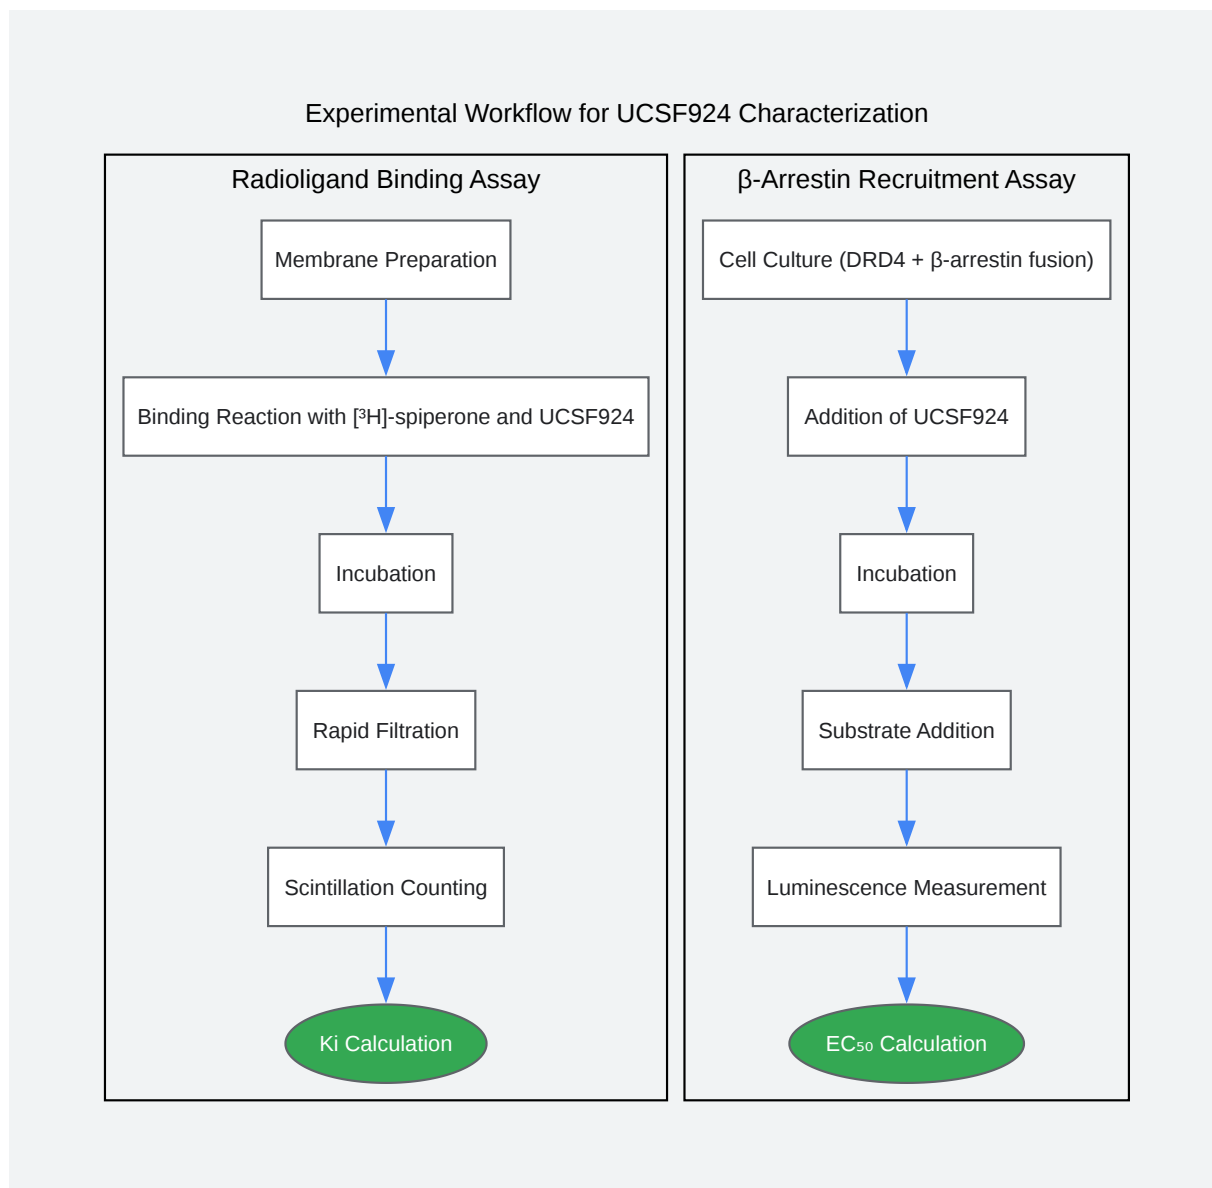 Experimental Workflow for UCSF924 Characterization
Radioligand Binding Assay
Membrane Preparation
Binding Reaction with [³H]-spiperone and UCSF924
Incubation
Rapid Filtration
Scintillation Counting
Ki Calculation
β-Arrestin Recruitment Assay
Cell Culture (DRD4 + β-arrestin fusion)
Addition of UCSF924
Incubation
Substrate Addition
Luminescence Measurement
EC₅₀ Calculation